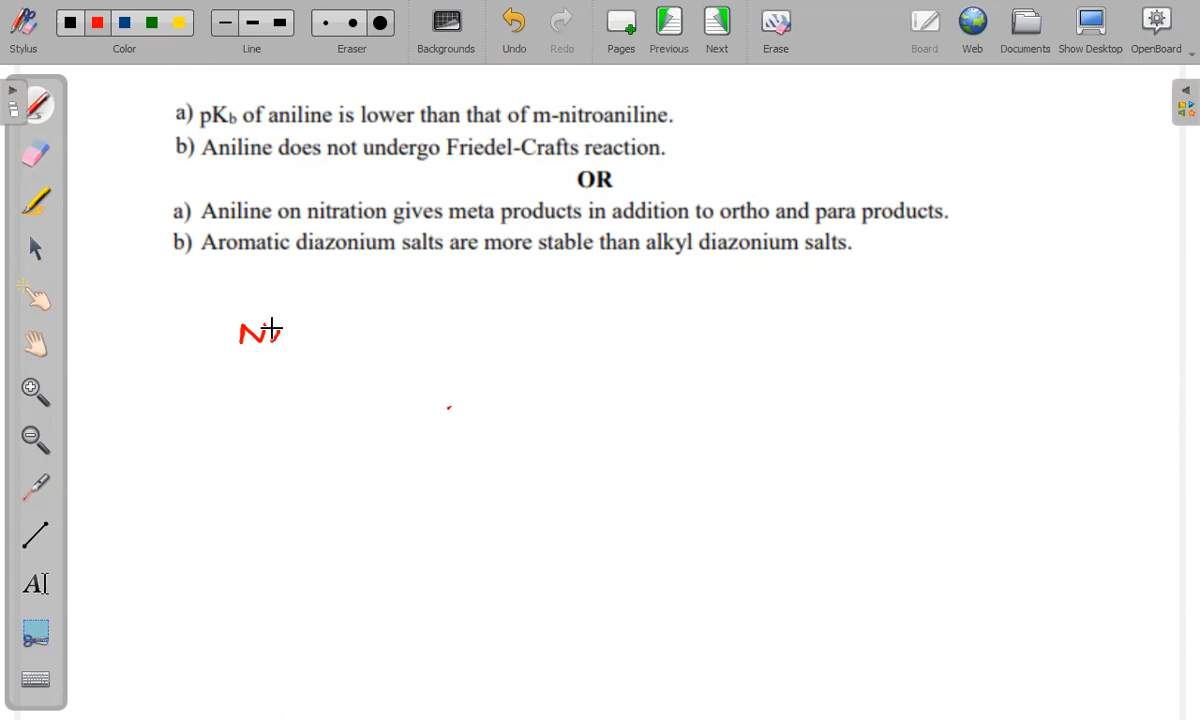 Stylus Color Line Eraser Backgrounds Undo Redo Pages Previous Next Erase Board Web Documents Show Desktop OpenBoard
a) pKb of aniline is lower than that of m-nitroaniline.
b) Aniline does not undergo Friedel-Crafts reaction.
OR
a) Aniline on nitration gives meta products in addition to ortho and para products.
b) Aromatic diazonium salts are more stable than alkyl diazonium salts.